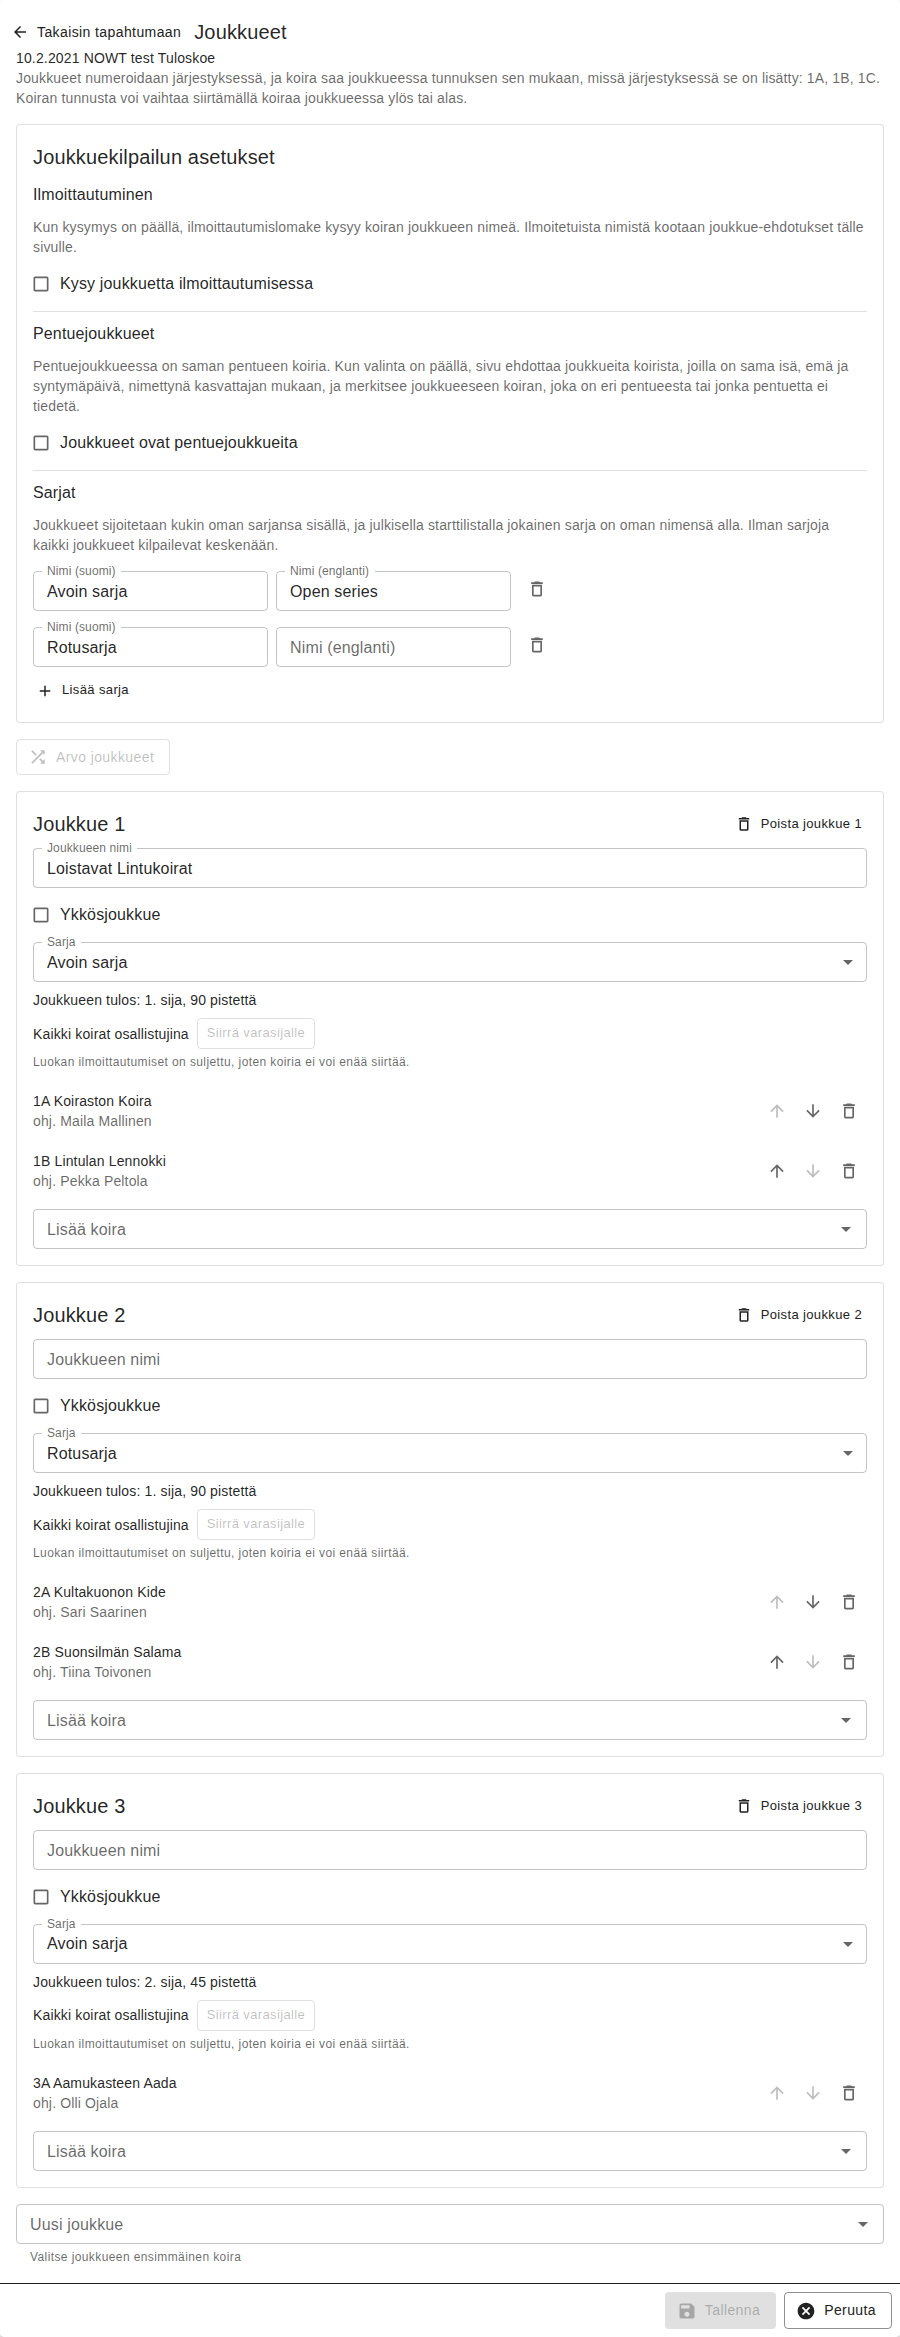 Takaisin tapahtumaan Joukkueet
10.2.2021 NOWT test Tuloskoe
Joukkueet numeroidaan järjestyksessä, ja koira saa joukkueessa tunnuksen sen mukaan, missä järjestyksessä se on lisätty: 1A, 1B, 1C.
Koiran tunnusta voi vaihtaa siirtämällä koiraa joukkueessa ylös tai alas.
Joukkuekilpailun asetukset
Ilmoittautuminen
Kun kysymys on päällä, ilmoittautumislomake kysyy koiran joukkueen nimeä. Ilmoitetuista nimistä kootaan joukkue-ehdotukset tälle
sivulle.
Kysy joukkuetta ilmoittautumisessa
Pentuejoukkueet
Pentuejoukkueessa on saman pentueen koiria. Kun valinta on päällä, sivu ehdottaa joukkueita koirista, joilla on sama isä, emä ja
syntymäpäivä, nimettynä kasvattajan mukaan, ja merkitsee joukkueeseen koiran, joka on eri pentueesta tai jonka pentuetta ei
tiedetä.
Joukkueet ovat pentuejoukkueita
Sarjat
Joukkueet sijoitetaan kukin oman sarjansa sisällä, ja julkisella starttilistalla jokainen sarja on oman nimensä alla. Ilman sarjoja
kaikki joukkueet kilpailevat keskenään.
Nimi (suomi) Nimi (englanti)
Avoin sarja Open series
Nimi (suomi)
Rotusarja Nimi (englanti)
Lisää sarja
Arvo joukkueet
Joukkue 1 Poista joukkue 1
Joukkueen nimi
Loistavat Lintukoirat
Ykkösjoukkue
Sarja
Avoin sarja
Joukkueen tulos: 1. sija, 90 pistettä
Kaikki koirat osallistujina Siirrä varasijalle
Luokan ilmoittautumiset on suljettu, joten koiria ei voi enää siirtää.
1A Koiraston Koira
ohj. Maila Mallinen
1B Lintulan Lennokki
ohj. Pekka Peltola
Lisää koira
Joukkue 2 Poista joukkue 2
Joukkueen nimi
Ykkösjoukkue
Sarja
Rotusarja
Joukkueen tulos: 1. sija, 90 pistettä
Kaikki koirat osallistujina Siirrä varasijalle
Luokan ilmoittautumiset on suljettu, joten koiria ei voi enää siirtää.
2A Kultakuonon Kide
ohj. Sari Saarinen
2B Suonsilmän Salama
ohj. Tiina Toivonen
Lisää koira
Joukkue 3 Poista joukkue 3
Joukkueen nimi
Ykkösjoukkue
Sarja
Avoin sarja
Joukkueen tulos: 2. sija, 45 pistettä
Kaikki koirat osallistujina Siirrä varasijalle
Luokan ilmoittautumiset on suljettu, joten koiria ei voi enää siirtää.
3A Aamukasteen Aada
ohj. Olli Ojala
Lisää koira
Uusi joukkue
Valitse joukkueen ensimmäinen koira
Tallenna Peruuta